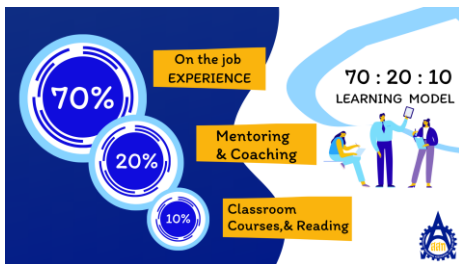 70%
On the job
EXPERIENCE
20%
Mentoring
& Coaching
10%
Classroom
Courses,& Reading
70 : 20 : 10
LEARNING MODEL